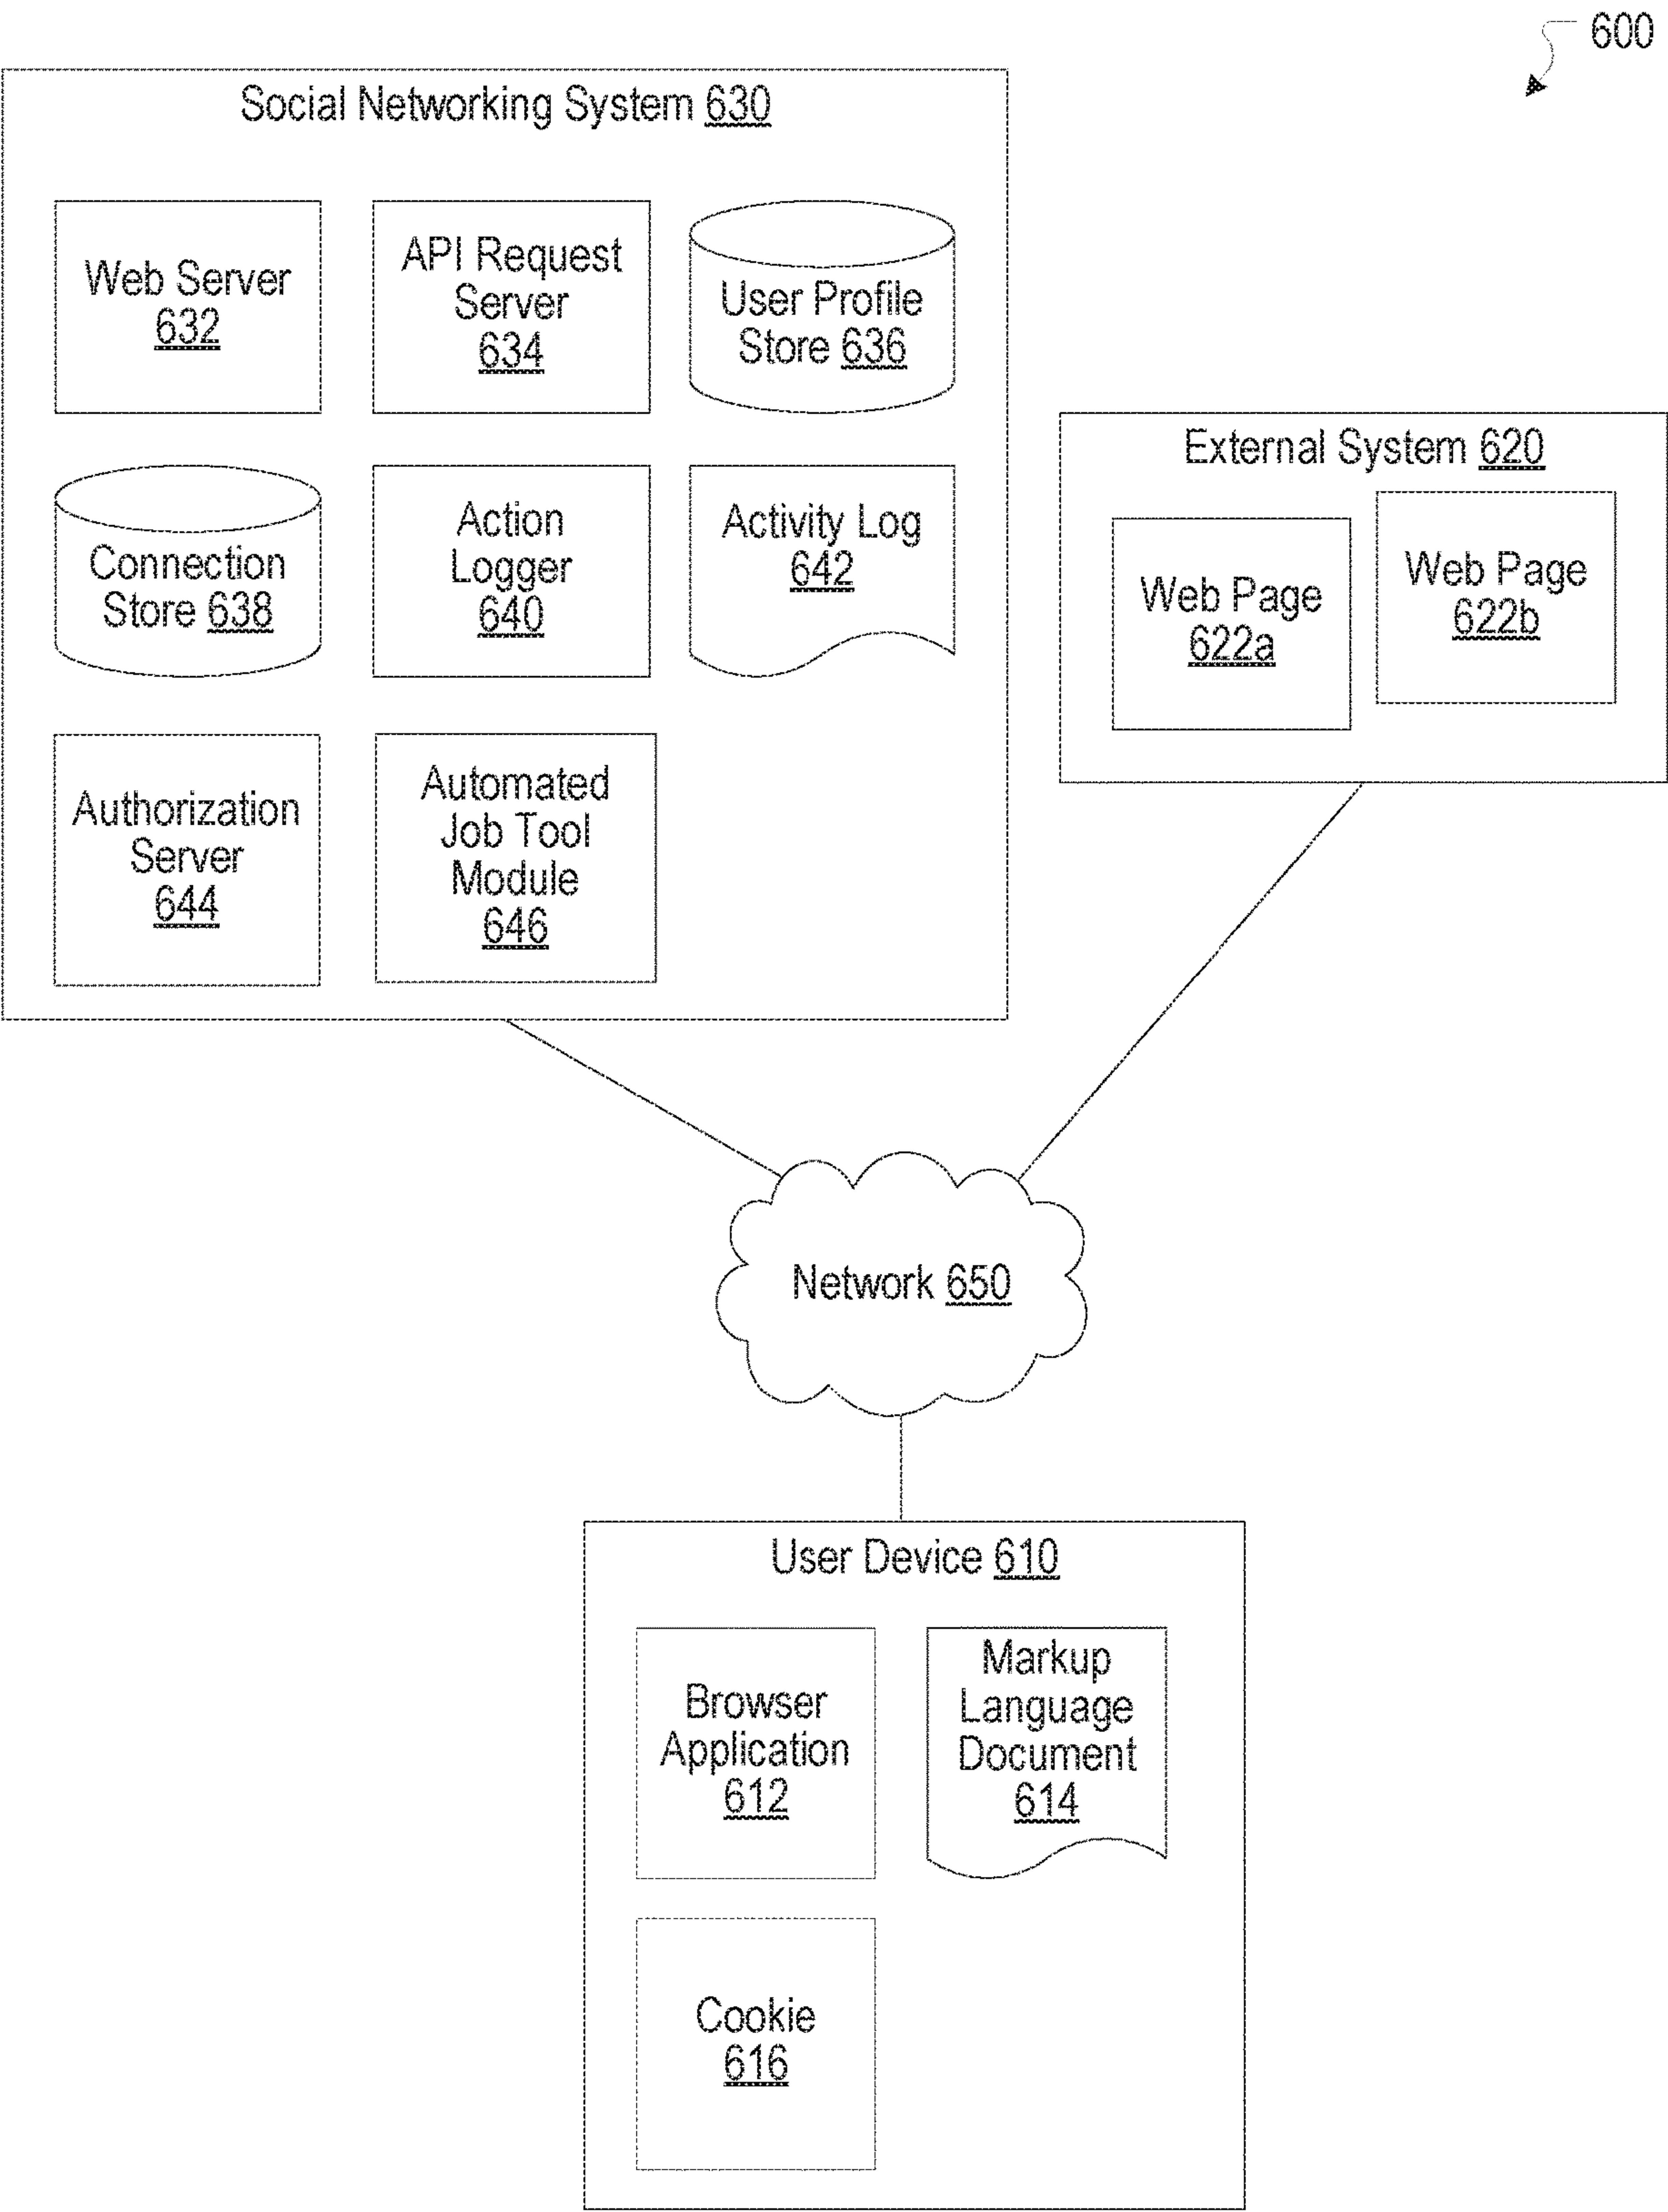 600
Social Networking System 630
Web Server
632
API Request
Server
634
User Profile
Store 636
Connection
Store 638
Action
Logger
640
Activity Log
642
Authorization
Server
644
Automated
Job Tool
Module
646
External System 620
Web Page
622a
Web Page
622b
Network 650
User Device 610
Browser
Application
612
Markup
Language
Document
614
Cookie
616